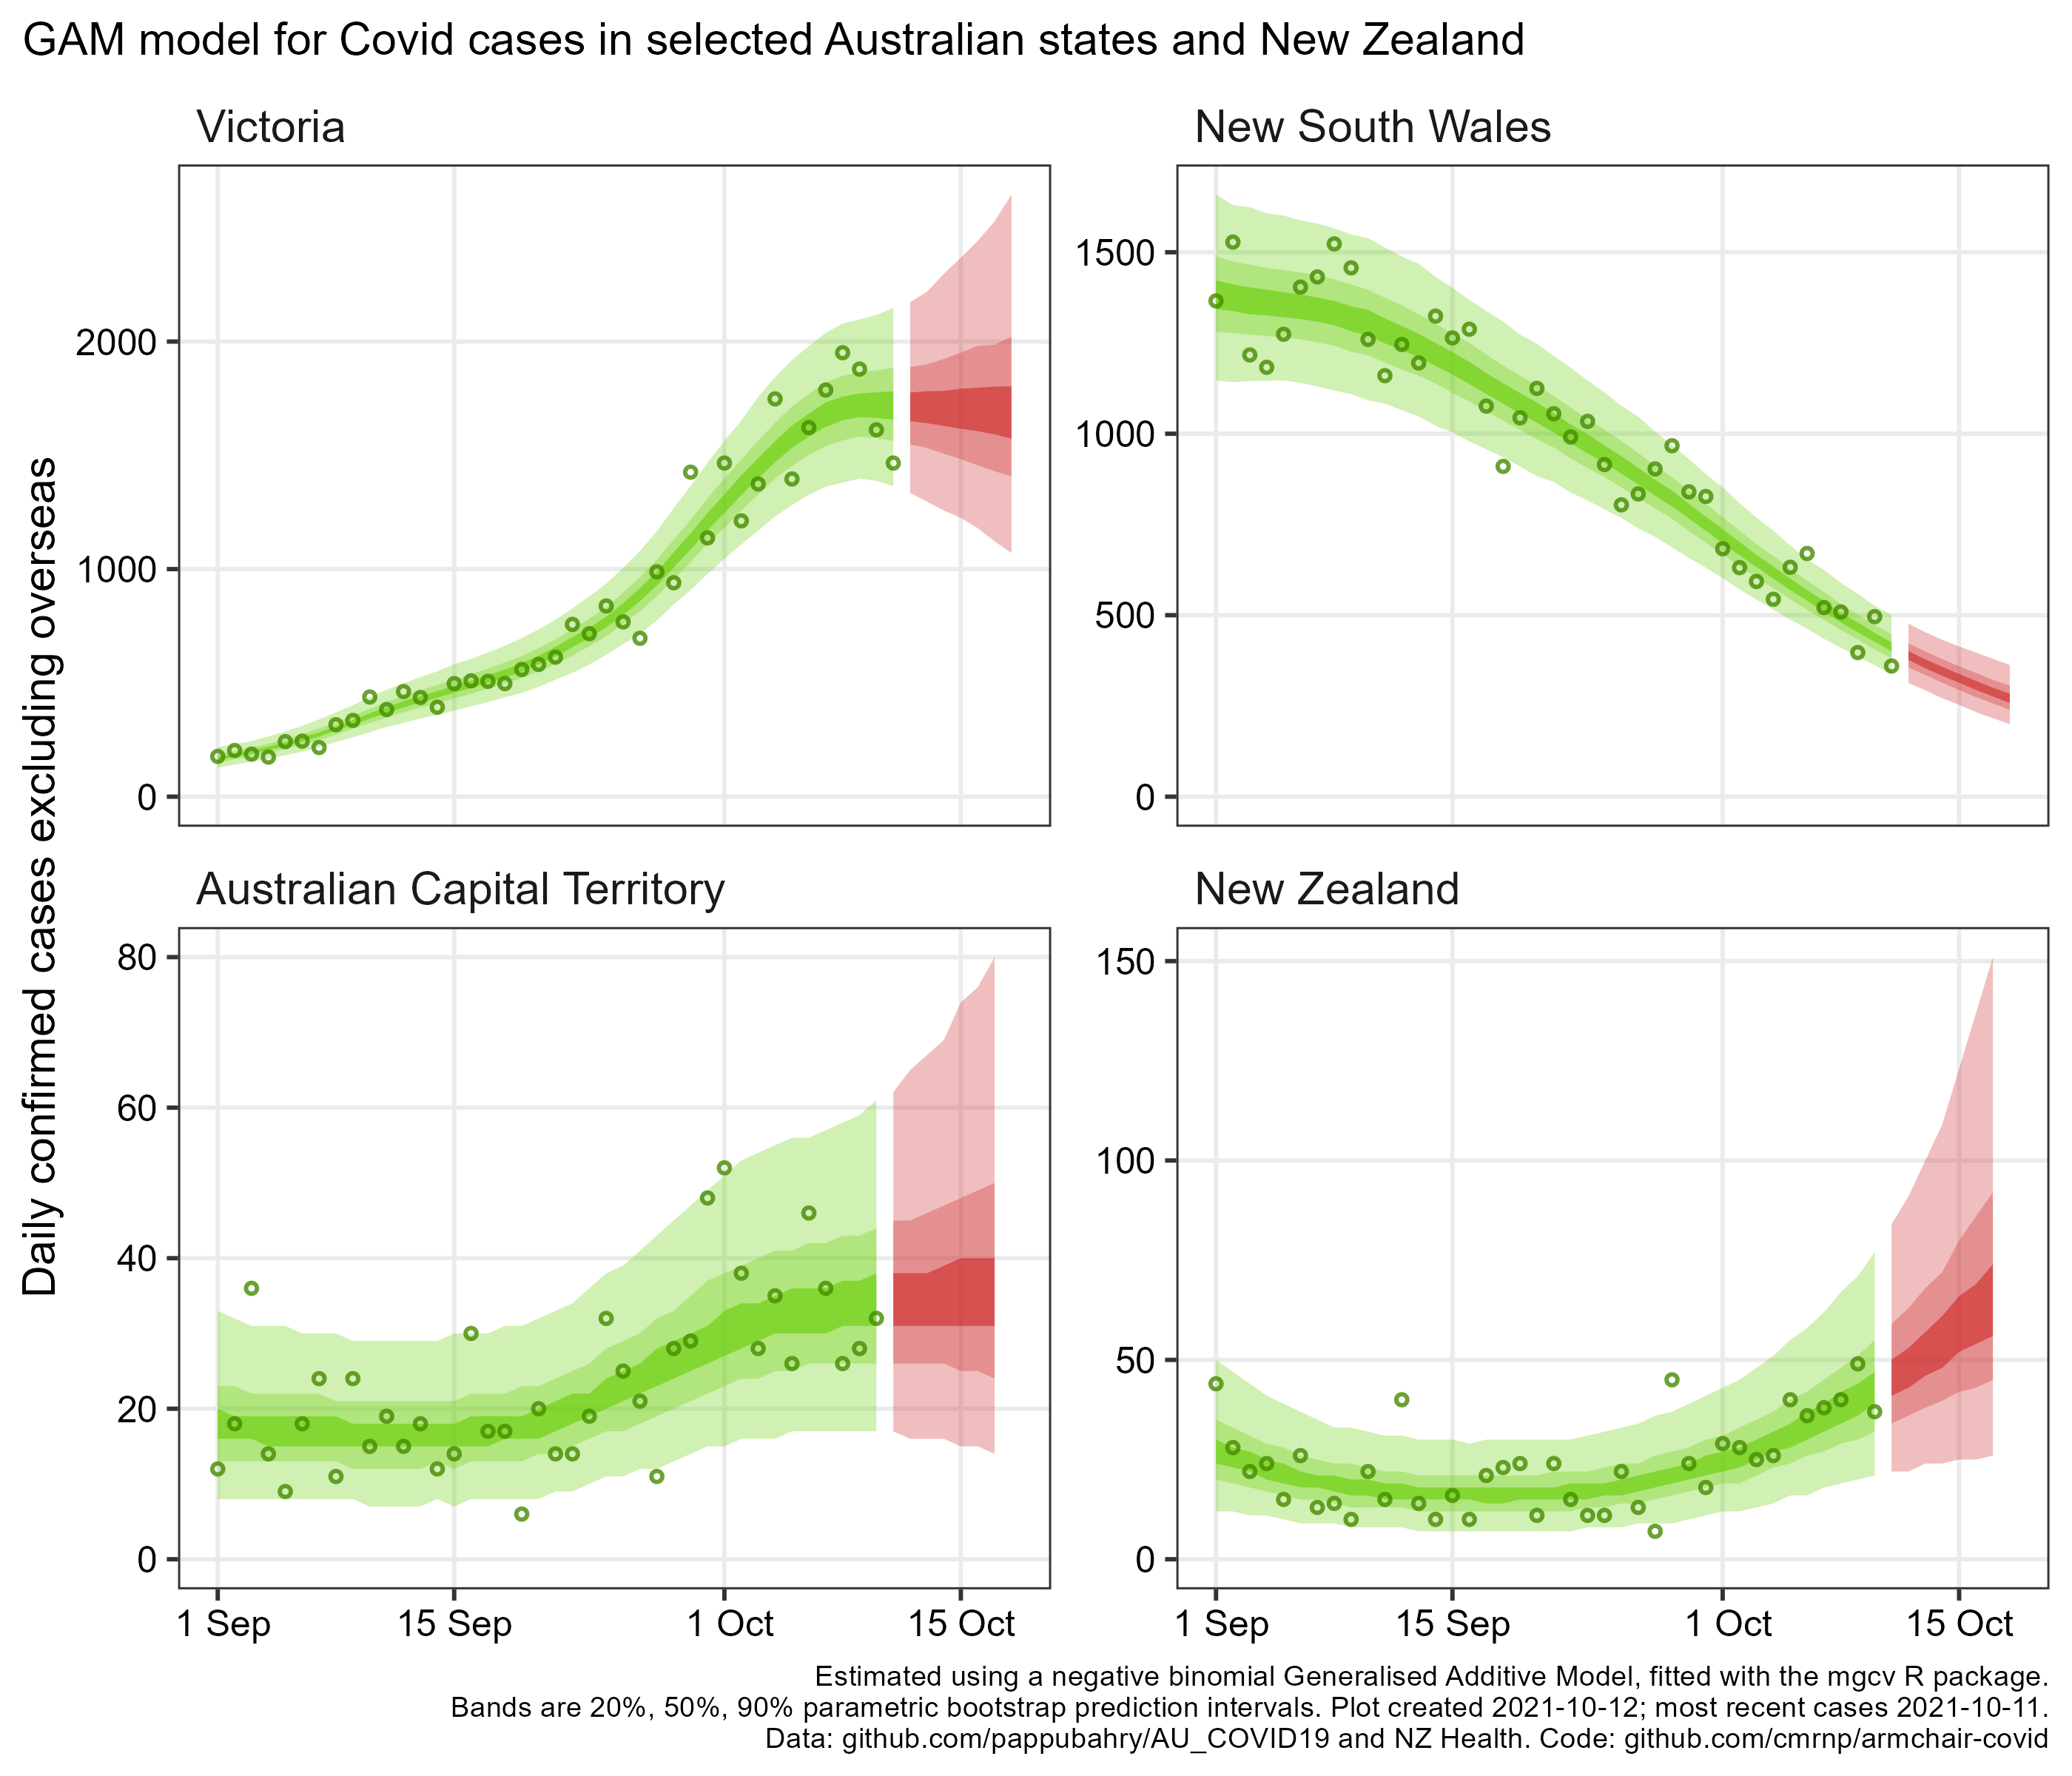 GAM model for Covid cases in selected Australian states and New Zealand
Daily confirmed cases excluding overseas
Victoria
2000
1000
0
New South Wales
1500
1000
500
0
Australian Capital Territory
80
60
40
20
0
1 Sep
15 Sep
1 Oct
15 Oct
New Zealand
150
100
50
0
1 Sep
15 Sep
1 Oct
15 Oct
Estimated using a negative binomial Generalised Additive Model, fitted with the mgcv R package.
Bands are 20%, 50%, 90% parametric bootstrap prediction intervals. Plot created 2021-10-12; most recent cases 2021-10-11.
Data: github.com/pappubahry/AU_COVID19 and NZ Health. Code: github.com/cmrnp/armchair-covid